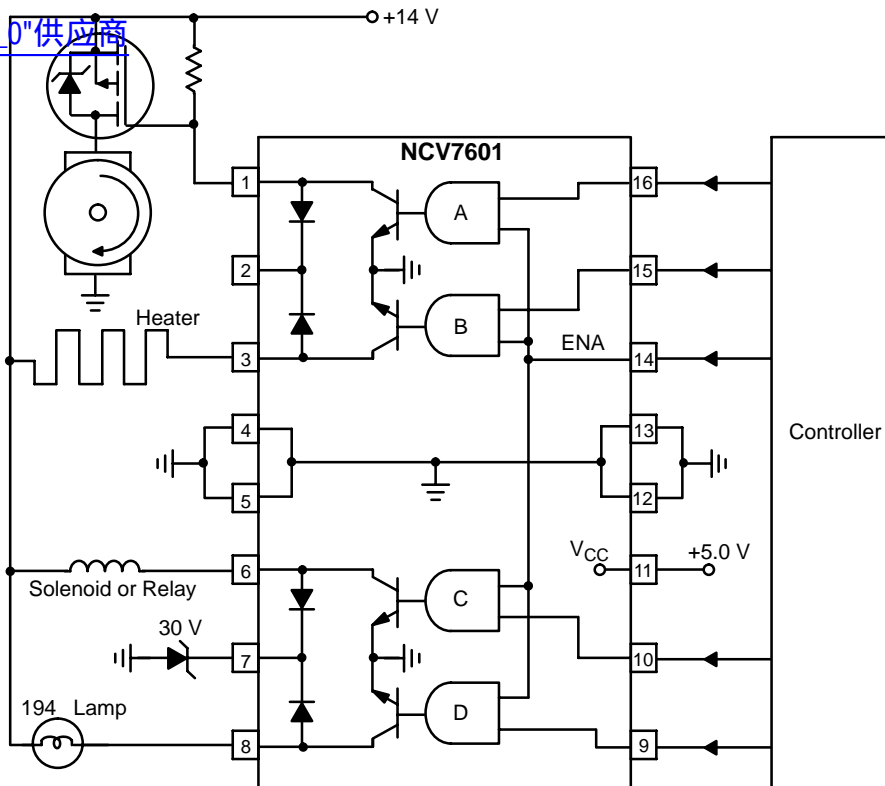 _0"供应商
+14 V
NCV7601
1
16
A
2
15
B
Heater
ENA
3
14
4
13
Controller
5
12
VCC
+5.0 V
6
11
C
Solenoid or Relay
30 V
7
10
D
194 Lamp
8
9